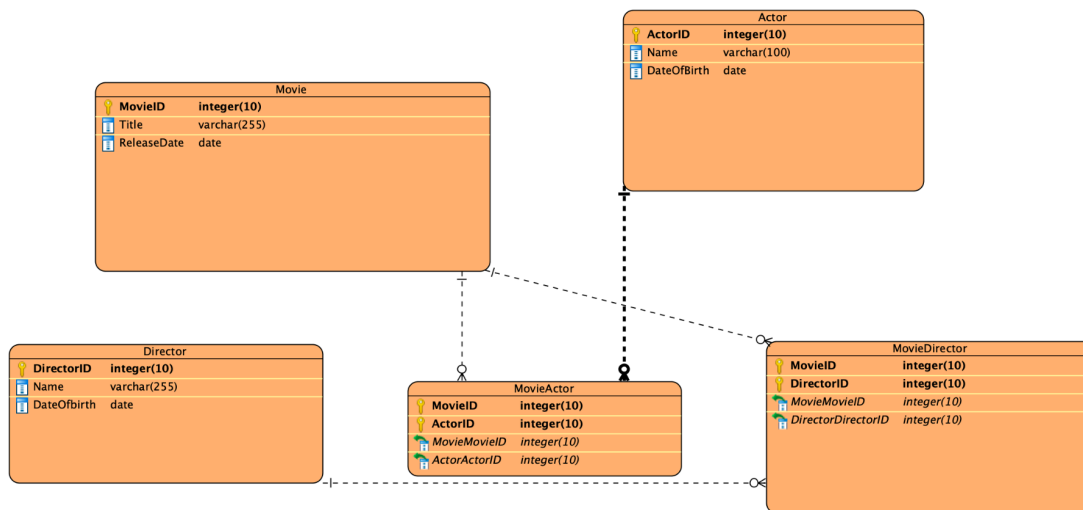 Actor
ActorID integer(10)
Name varchar(100)
DateOfBirth date
Movie
MovieID integer(10)
Title varchar(255)
ReleaseDate date
Director
DirectorID integer(10)
Name varchar(255)
DateOfbirth date
MovieActor
MovieID integer(10)
ActorID integer(10)
MovieMovieID integer(10)
ActorActorID integer(10)
MovieDirector
MovieID integer(10)
DirectorID integer(10)
MovieMovieID integer(10)
DirectorDirectorID integer(10)